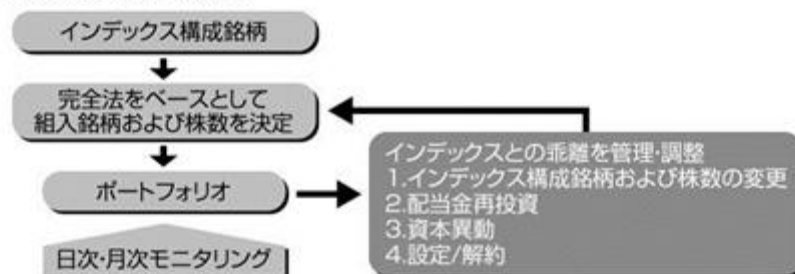 インデックス構成銘柄
完全法をベースとして
組入銘柄および株数を決定
ポートフォリオ
日次・月次モニタリング
インデックスとの乖離を管理・調整
1.インデックス構成銘柄および株数の変更
2.配当金再投資
3.資本異動
4.設定/解約